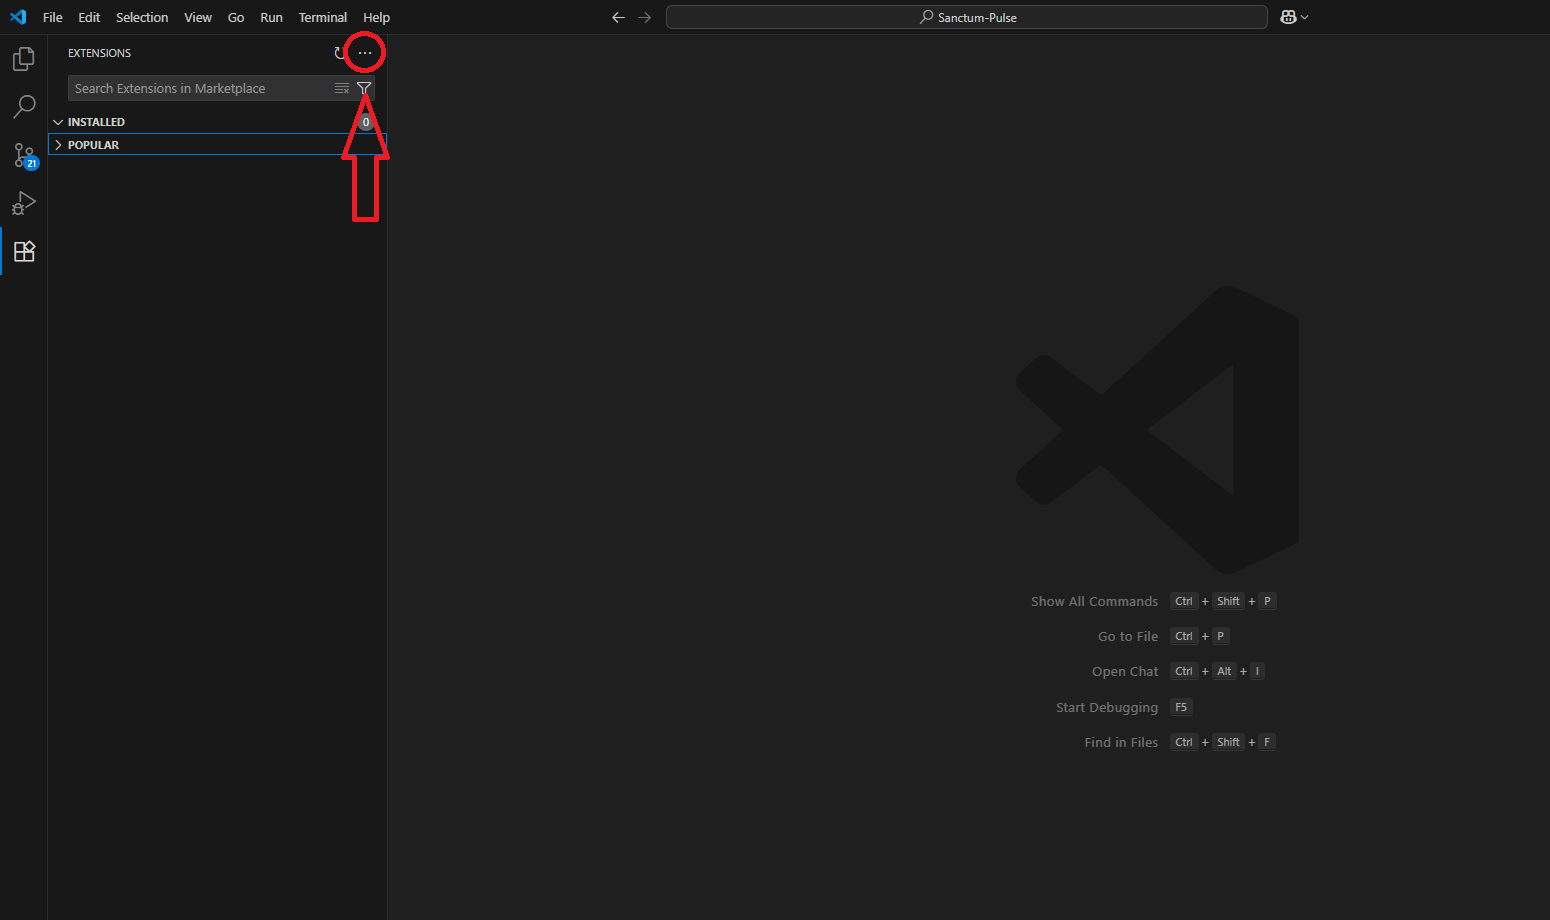 File Edit Selection View Go Run Terminal Help
Sanctum-Pulse
EXTENSIONS
Search Extensions in Marketplace
INSTALLED 0
POPULAR
21
Show All Commands Ctrl + Shift + P
Go to File Ctrl + P
Open Chat Ctrl + Alt + I
Start Debugging F5
Find in Files Ctrl + Shift + F